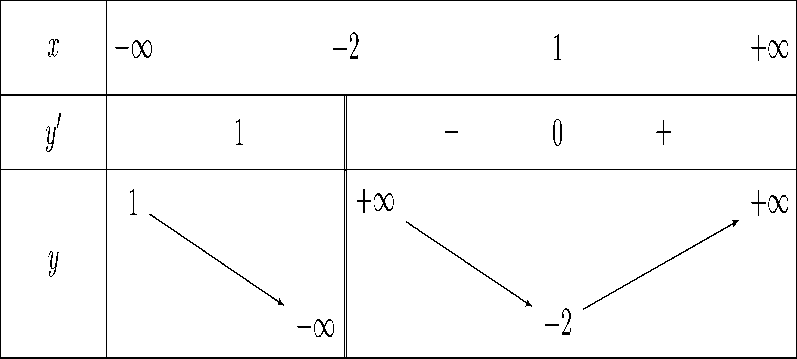 x −∞ −2 1 +∞
y′ 1 − 0 +
1 +∞ +∞
y
−∞ −2